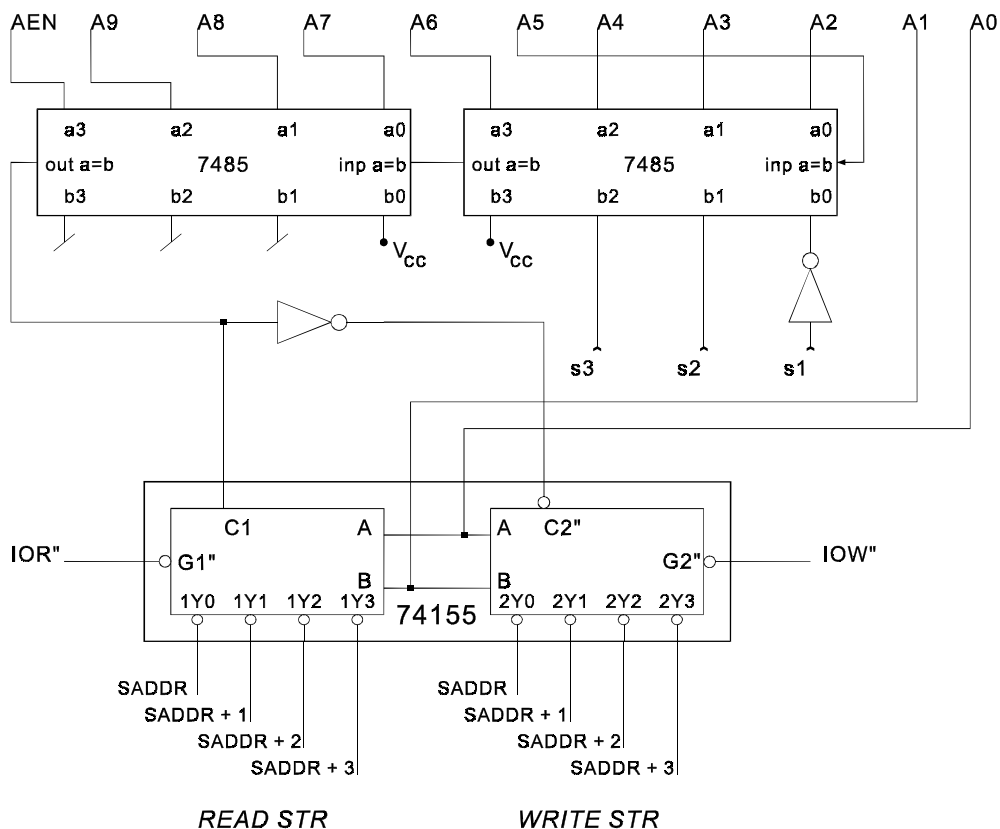 AEN A9 A8 A7 A6 A5 A4 A3 A2 A1 A0
a3 a2 a1 a0 a3 a2 a1 a0
out a=b 7485 inp a=b out a=b 7485 inp a=b
b3 b2 b1 b0 b3 b2 b1 b0
VCC VCC
s3 s2 s1
C1 A A C2"
IOR" G1" G2" IOW"
B B
1Y0 1Y1 1Y2 1Y3 74155 2Y0 2Y1 2Y2 2Y3
SADDR SADDR
SADDR + 1 SADDR + 1
SADDR + 2 SADDR + 2
SADDR + 3 SADDR + 3
READ STR WRITE STR